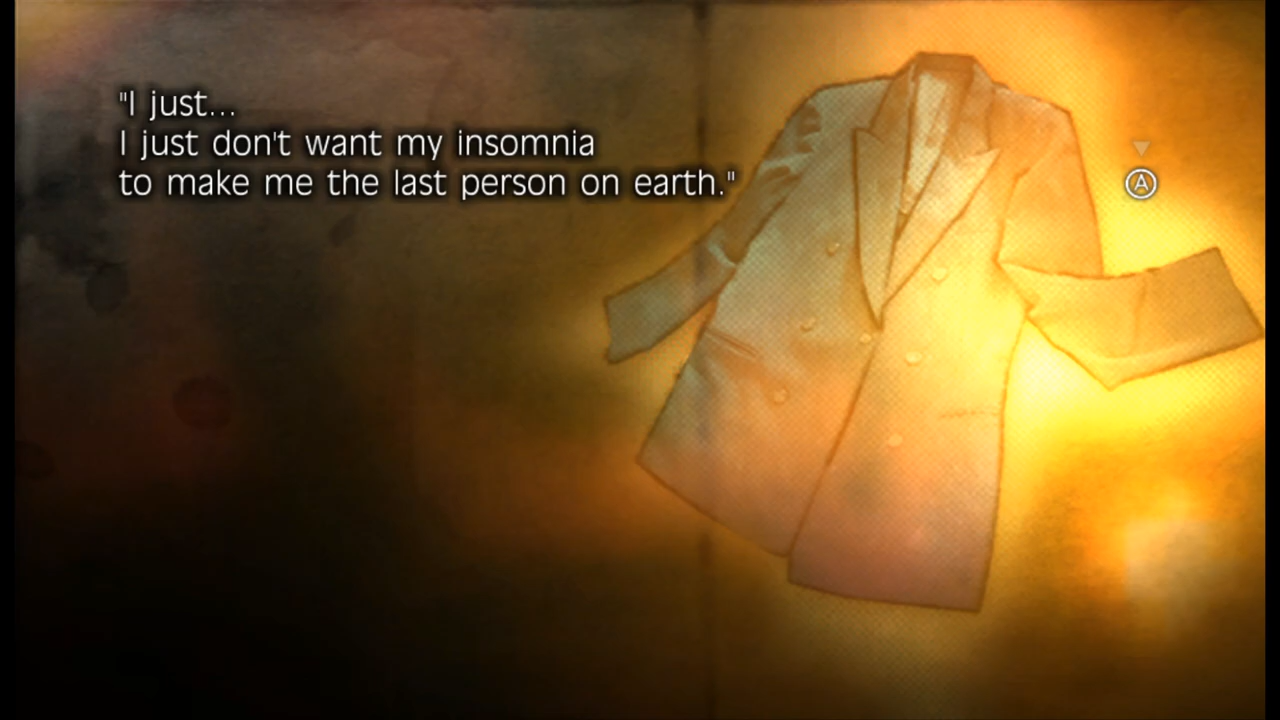 "I just...
I just don't want my insomnia
to make me the last person on earth."
A